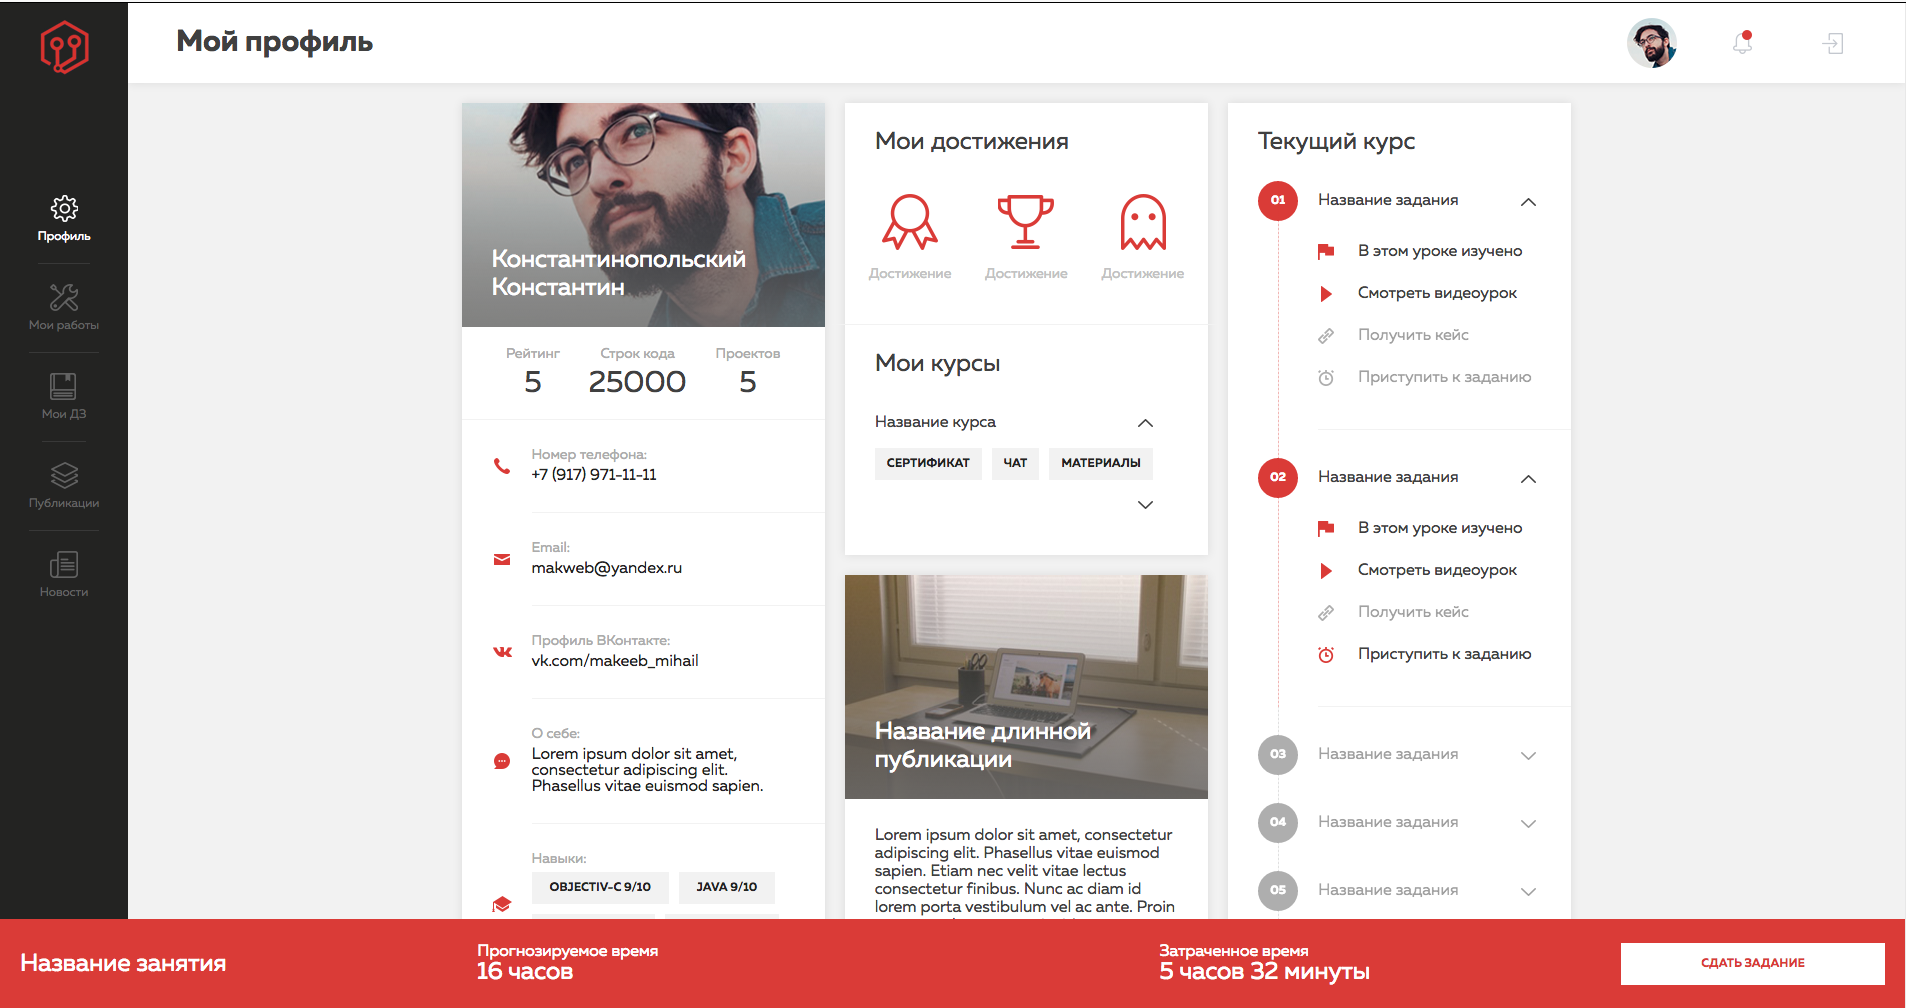 Мой профиль
Профиль
Мои работы
Мои ДЗ
Публикации
Новости
Константинопольский
Константин
Рейтинг Строк кода Проектов
5 25000 5
Номер телефона:
+7 (917) 971-11-11
Email:
makweb@yandex.ru
Профиль ВКонтакте:
vk.com/makeeb_mihail
О себе:
Lorem ipsum dolor sit amet,
consectetur adipiscing elit.
Phasellus vitae euismod sapien.
Навыки:
OBJECTIV-C 9/10 JAVA 9/10
Мои достижения
Достижение Достижение Достижение
Мои курсы
Название курса
СЕРТИФИКАТ ЧАТ МАТЕРИАЛЫ
Название длинной
публикации
Lorem ipsum dolor sit amet, consectetur
adipiscing elit. Phasellus vitae euismod
sapien. Etiam nec velit vitae lectus
consectetur finibus. Nunc ac diam id
lorem porta vestibulum vel ac ante. Proin
Текущий курс
01 Название задания
В этом уроке изучено
Смотреть видеоурок
Получить кейс
Приступить к заданию
02 Название задания
В этом уроке изучено
Смотреть видеоурок
Получить кейс
Приступить к заданию
03 Название задания
04 Название задания
05 Название задания
Название занятия
Прогнозируемое время
16 часов
Затраченное время
5 часов 32 минуты
СДАТЬ ЗАДАНИЕ